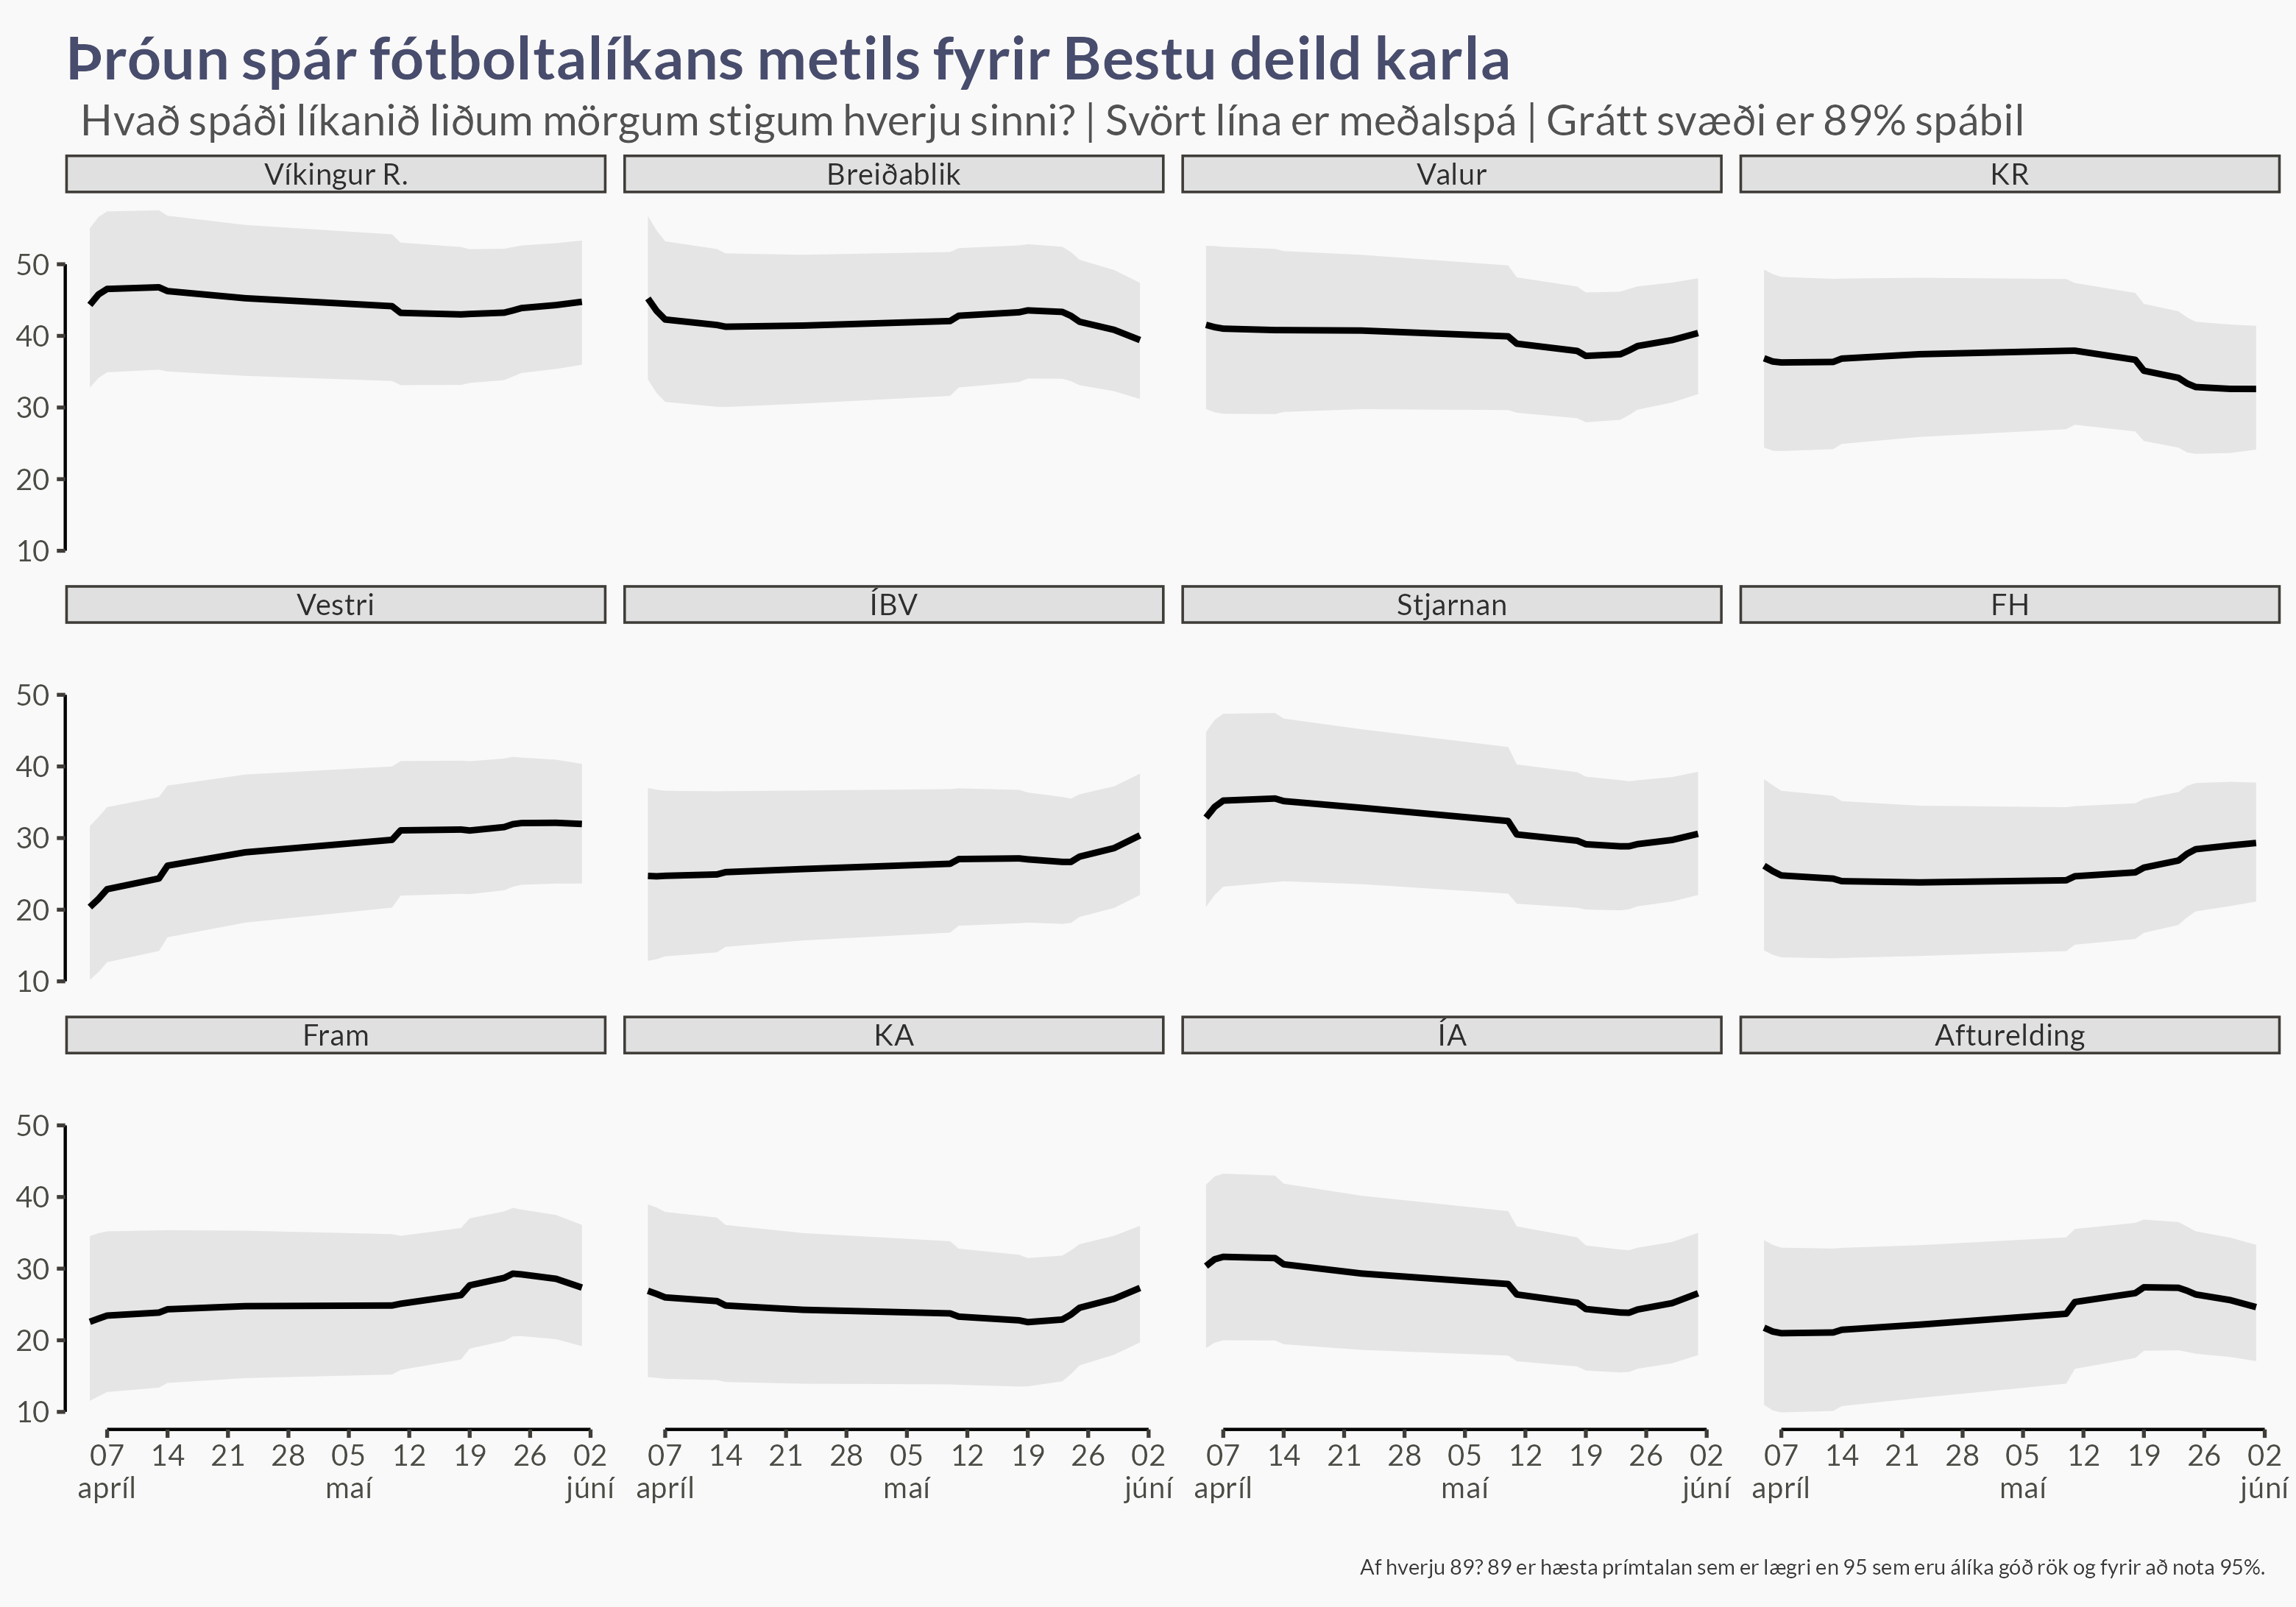 Þróun spár fótboltalíkans metils fyrir Bestu deild karla
Hvað spáði líkanið liðum mörgum stigum hverju sinni? | Svört lína er meðalspá | Grátt svæði er 89% spábil
Víkingur R. Breiðablik Valur KR
50
40
30
20
10
Vestri ÍBV Stjarnan FH
50
40
30
20
10
Fram KA ÍA Afturelding
50
40
30
20
10
07 14 21 28 05 12 19 26 02 07 14 21 28 05 12 19 26 02 07 14 21 28 05 12 19 26 02 07 14 21 28 05 12 19 26 02
apríl maí júní apríl maí júní apríl maí júní apríl maí júní
Af hverju 89? 89 er hæsta prímtalan sem er lægri en 95 sem eru álíka góð rök og fyrir að nota 95%.